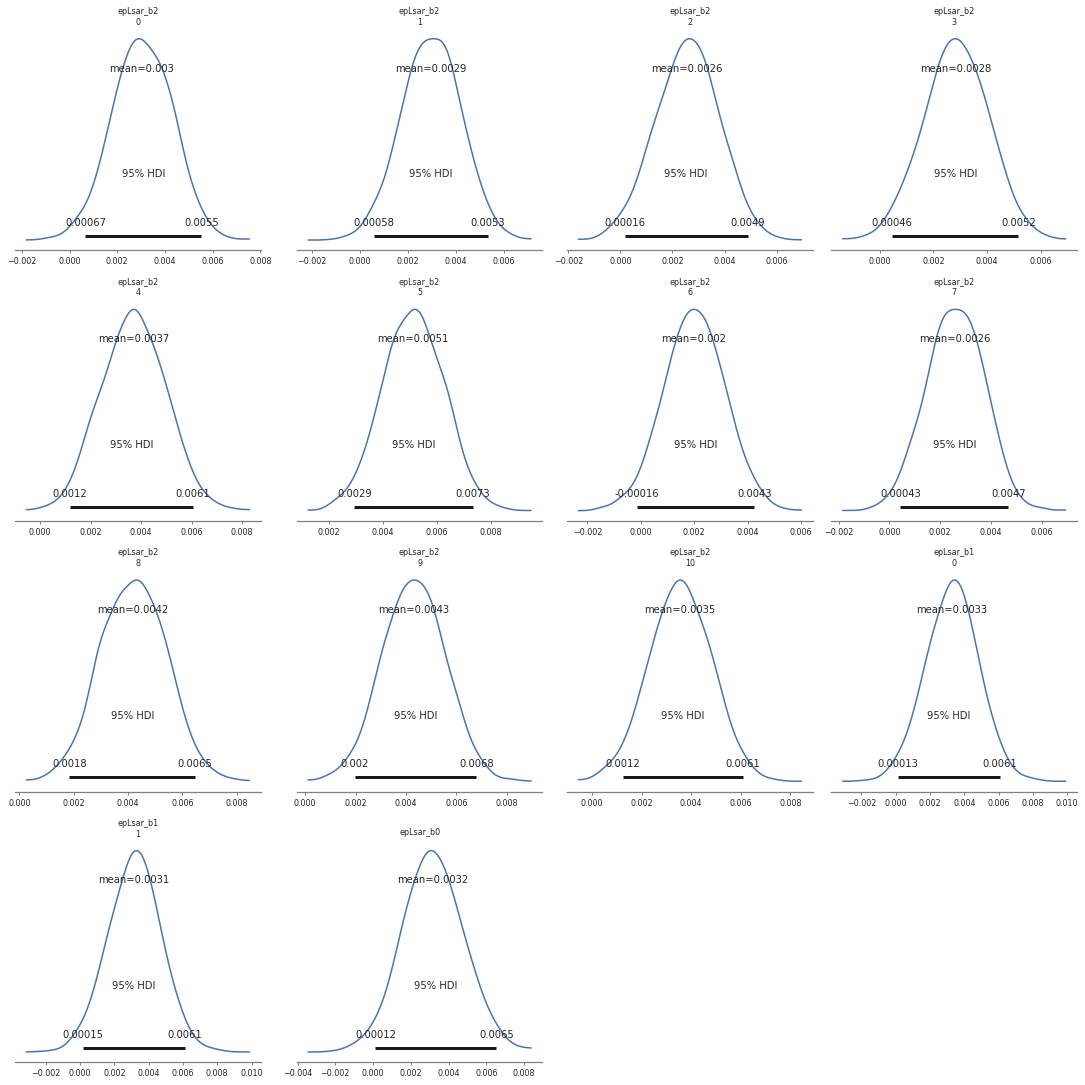 epLsar_b2
0
mean=0.003
95% HDI
0.00067 0.0055
−0.002 0.000 0.002 0.004 0.006 0.008
epLsar_b2
1
mean=0.0029
95% HDI
0.00058 0.0053
−0.002 0.000 0.002 0.004 0.006
epLsar_b2
2
mean=0.0026
95% HDI
0.00016 0.0049
−0.002 0.000 0.002 0.004 0.006
epLsar_b2
3
mean=0.0028
95% HDI
0.00046 0.0052
0.000 0.002 0.004 0.006
epLsar_b2
4
mean=0.0037
95% HDI
0.0012 0.0061
0.000 0.002 0.004 0.006 0.008
epLsar_b2
5
mean=0.0051
95% HDI
0.0029 0.0073
0.002 0.004 0.006 0.008
epLsar_b2
6
mean=0.002
95% HDI
-0.00016 0.0043
−0.002 0.000 0.002 0.004 0.006
epLsar_b2
7
mean=0.0026
95% HDI
0.00043 0.0047
−0.002 0.000 0.002 0.004 0.006
epLsar_b2
8
mean=0.0042
95% HDI
0.0018 0.0065
0.000 0.002 0.004 0.006 0.008
epLsar_b2
9
mean=0.0043
95% HDI
0.002 0.0068
0.000 0.002 0.004 0.006 0.008
epLsar_b2
10
mean=0.0035
95% HDI
0.0012 0.0061
0.000 0.002 0.004 0.006 0.008
epLsar_b1
0
mean=0.0033
95% HDI
0.00013 0.0061
−0.002 0.000 0.002 0.004 0.006 0.008 0.010
epLsar_b1
1
mean=0.0031
95% HDI
0.00015 0.0061
−0.002 0.000 0.002 0.004 0.006 0.008 0.010
epLsar_b0
mean=0.0032
95% HDI
0.00012 0.0065
−0.004 −0.002 0.000 0.002 0.004 0.006 0.008